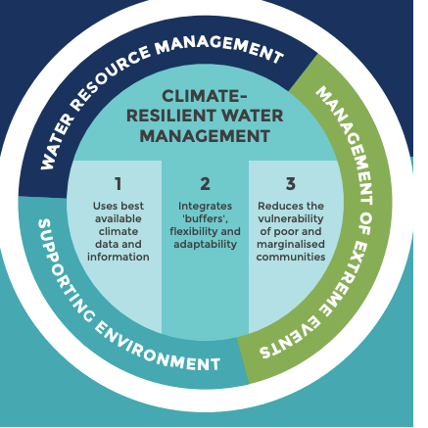 WATER RESOURCE MANAGEMENT
MANAGEMENT OF EXTREME EVENTS
SUPPORTING ENVIRONMENT
CLIMATE-
RESILIENT WATER
MANAGEMENT
1
Uses best
available
climate
data and
information
2
Integrates
'buffers',
flexibility and
adaptability
3
Reduces the
vulnerability
of poor and
marginalised
communities